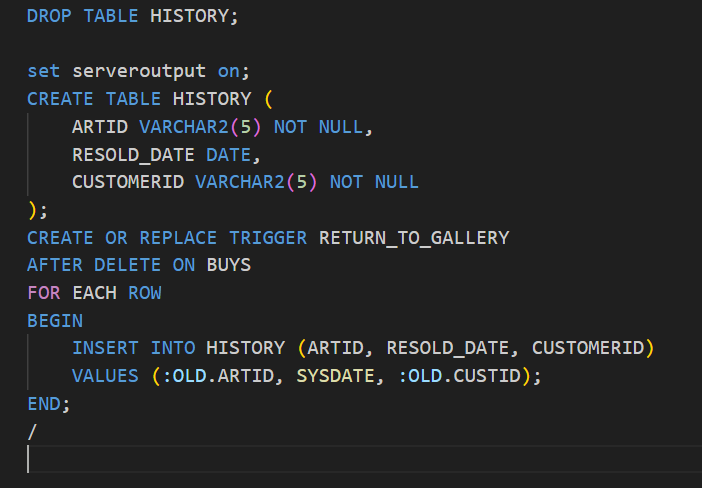 DROP TABLE HISTORY;
set serveroutput on;
CREATE TABLE HISTORY (
ARTID VARCHAR2(5) NOT NULL,
RESOLD_DATE DATE,
CUSTOMERID VARCHAR2(5) NOT NULL
);
CREATE OR REPLACE TRIGGER RETURN_TO_GALLERY
AFTER DELETE ON BUYS
FOR EACH ROW
BEGIN
INSERT INTO HISTORY (ARTID, RESOLD_DATE, CUSTOMERID)
VALUES (:OLD.ARTID, SYSDATE, :OLD.CUSTID);
END;
/